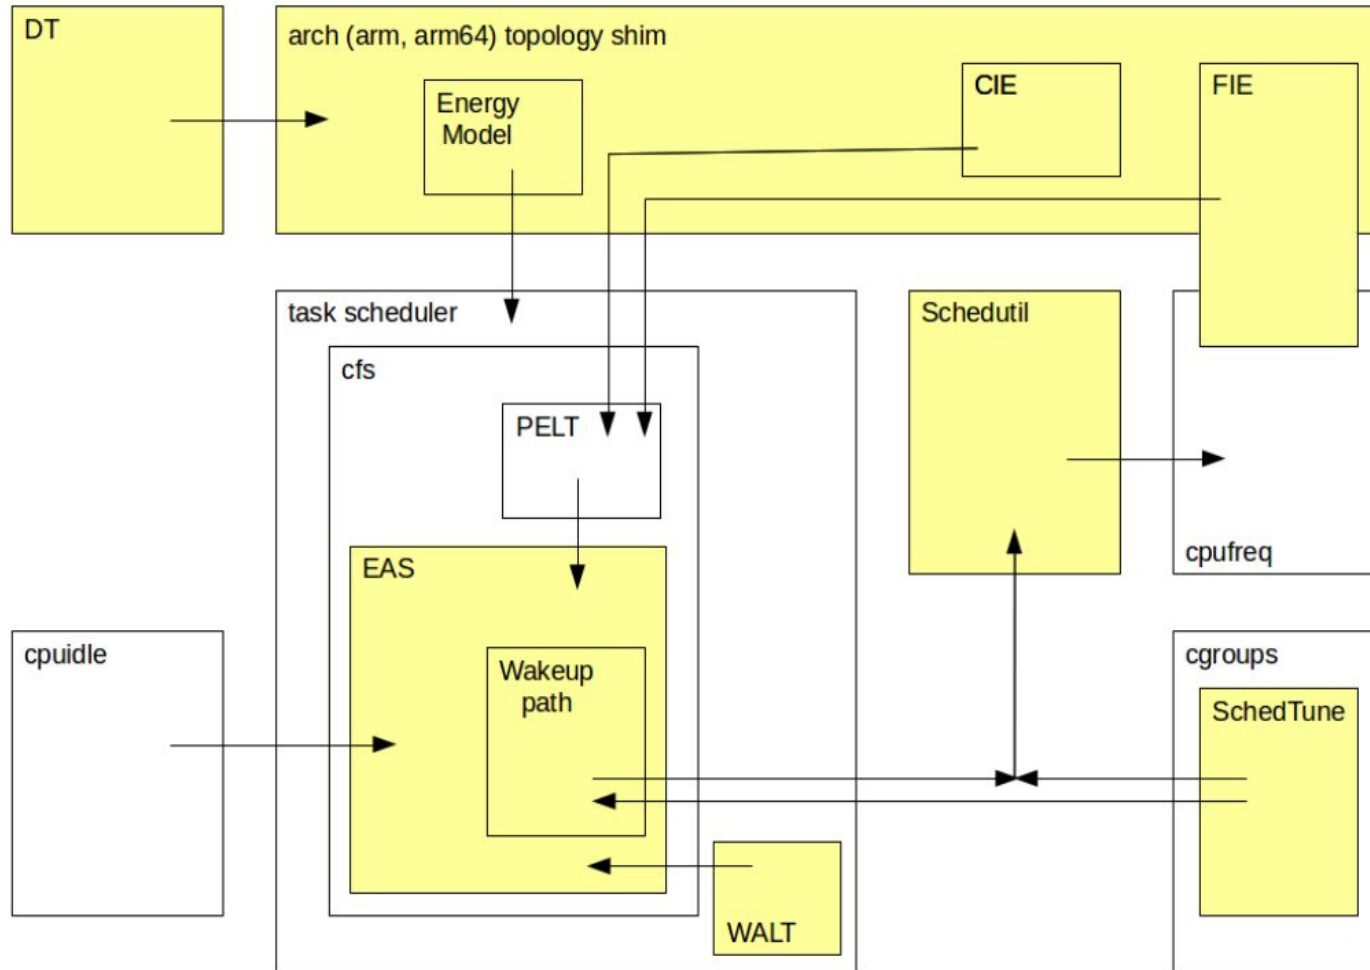 DT
arch (arm, arm64) topology shim
Energy
Model
CIE
FIE
task scheduler
Schedutil
cfs
PELT
cpufreq
EAS
cpuidle
Wakeup
path
cgroups
SchedTune
WALT